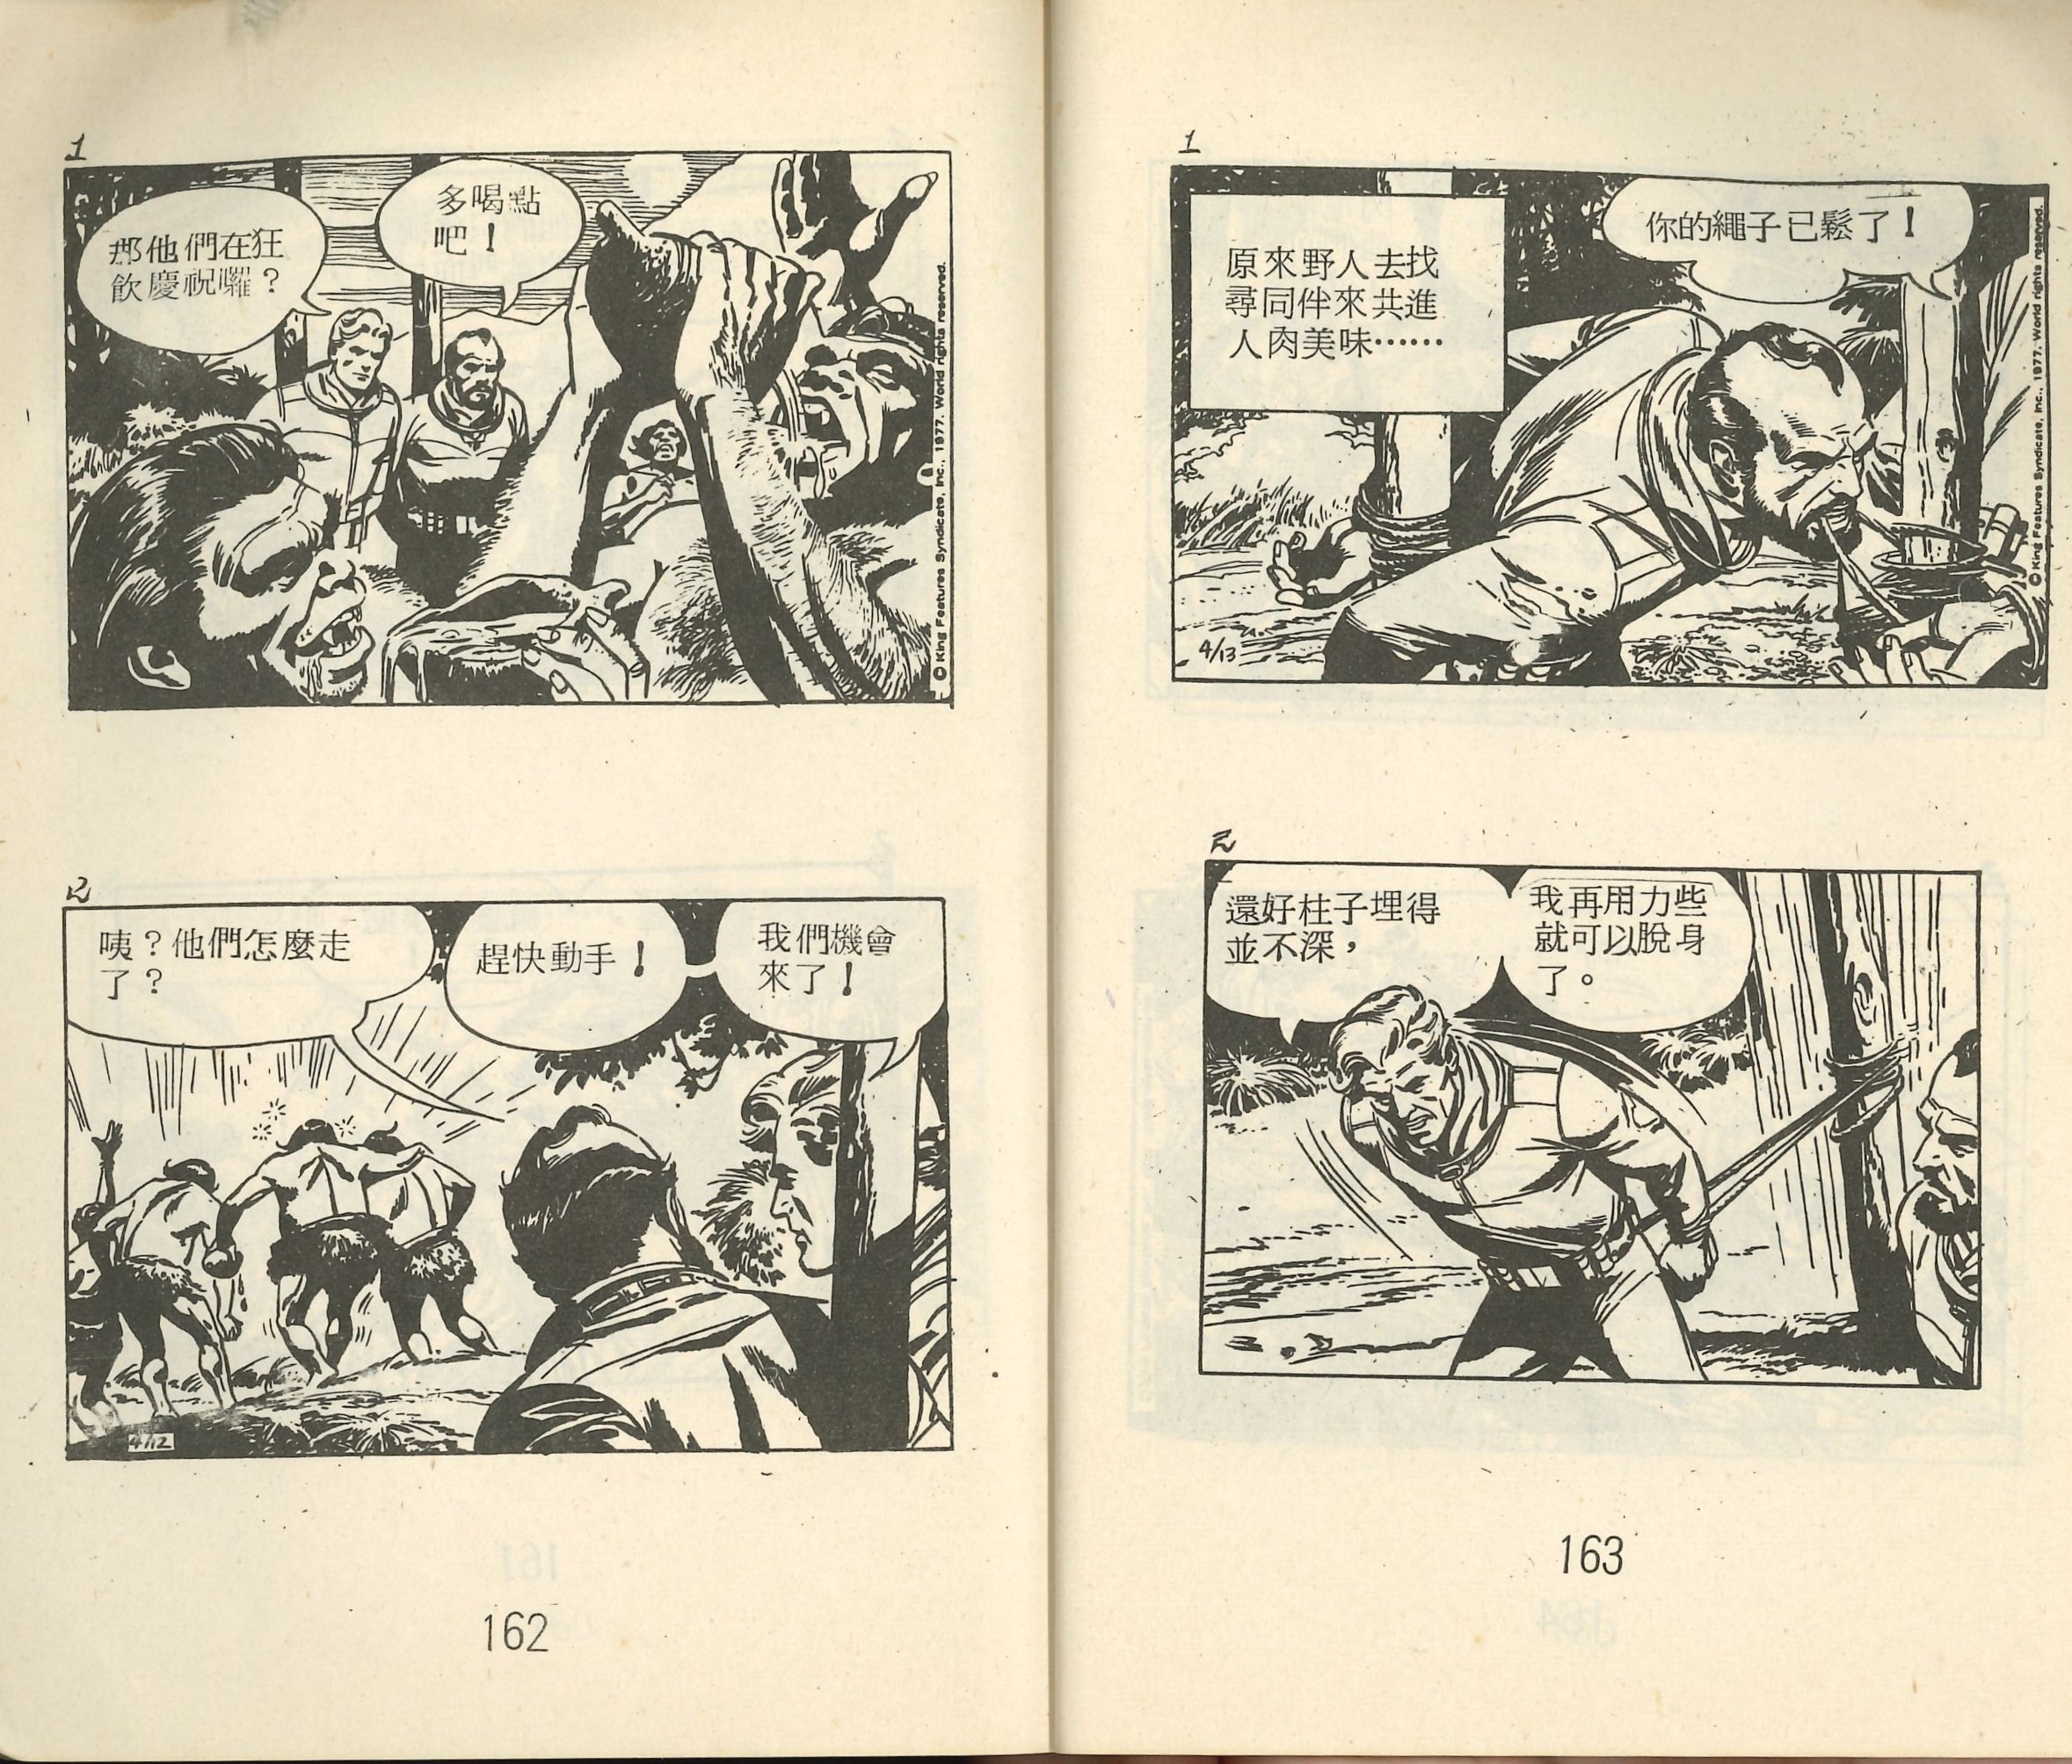 1
那他們在狂
飲慶祝囉？
多喝點
吧！
© King Features Syndicate, Inc., 1977. World rights reserved.
2
咦？他們怎麼走
了？
趕快動手！
我們機會
來了！
4/12
162
1
原來野人去找
尋同伴來共進
人肉美味……
你的繩子已鬆了！
© King Features Syndicate, Inc., 1977. World rights reserved.
4/13
2
還好柱子埋得
並不深，
我再用力些
就可以脫身
了。
163